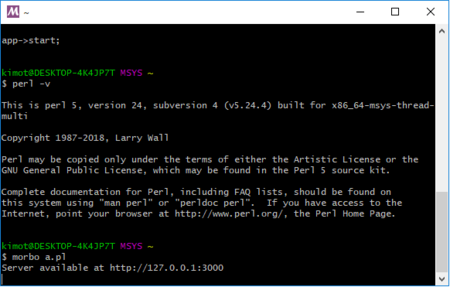 ~
app->start;
kimot@DESKTOP-4K4JP7T MSYS ~
$ perl -v
This is perl 5, version 24, subversion 4 (v5.24.4) built for x86_64-msys-thread-
multi
Copyright 1987-2018, Larry Wall
Perl may be copied only under the terms of either the Artistic License or the
GNU General Public License, which may be found in the Perl 5 source kit.
Complete documentation for Perl, including FAQ lists, should be found on
this system using "man perl" or "perldoc perl".  If you have access to the
Internet, point your browser at http://www.perl.org/, the Perl Home Page.
kimot@DESKTOP-4K4JP7T MSYS ~
$ morbo a.pl
Server available at http://127.0.0.1:3000